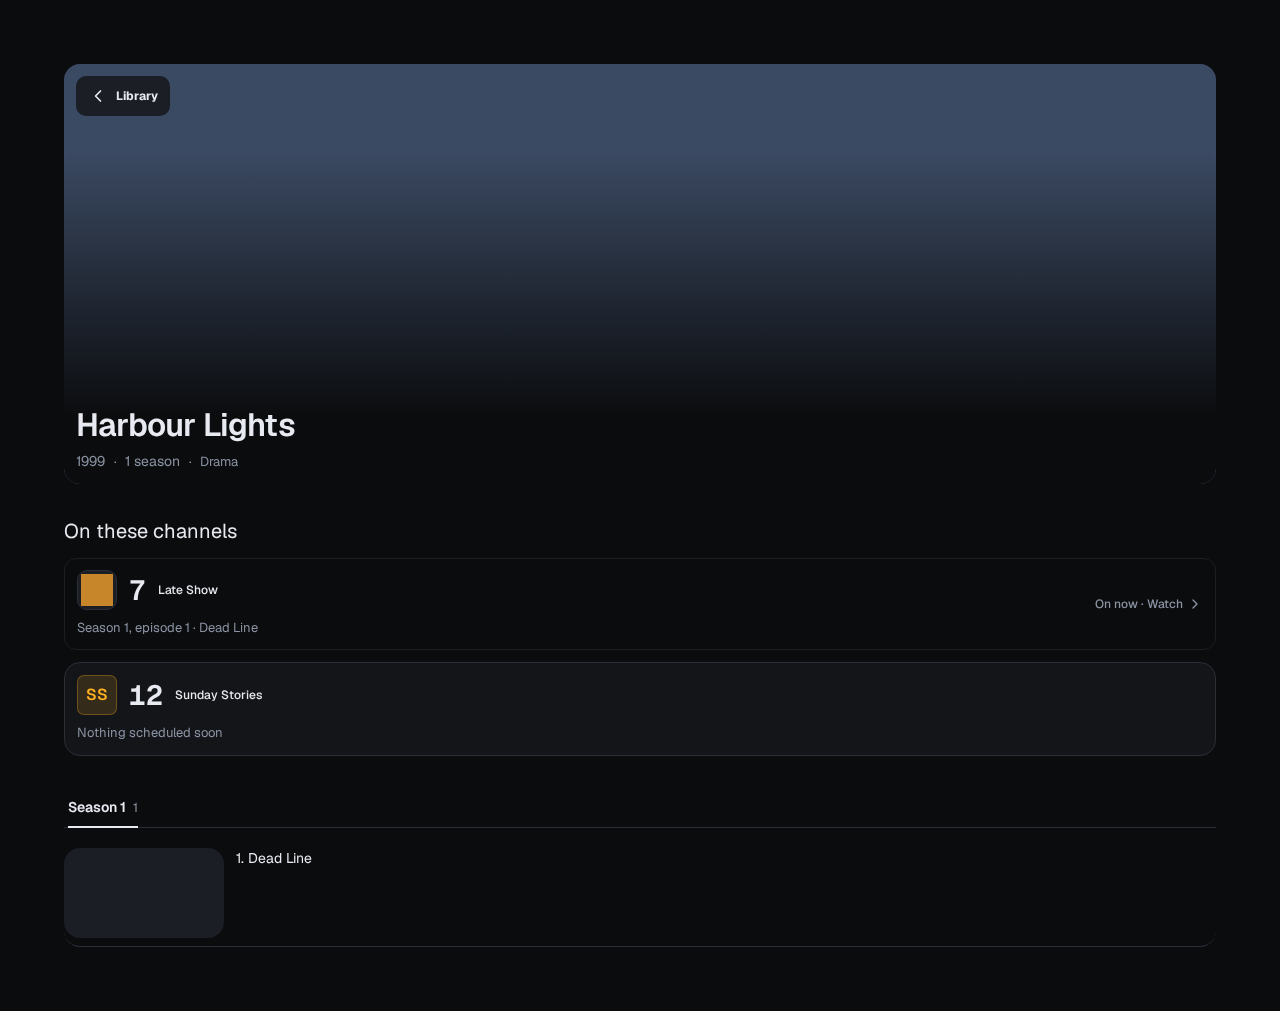 Library
Harbour Lights
1999 · 1 season · Drama
On these channels
7 Late Show
Season 1, episode 1 · Dead Line
On now · Watch
SS 12 Sunday Stories
Nothing scheduled soon
Season 1 1
1. Dead Line